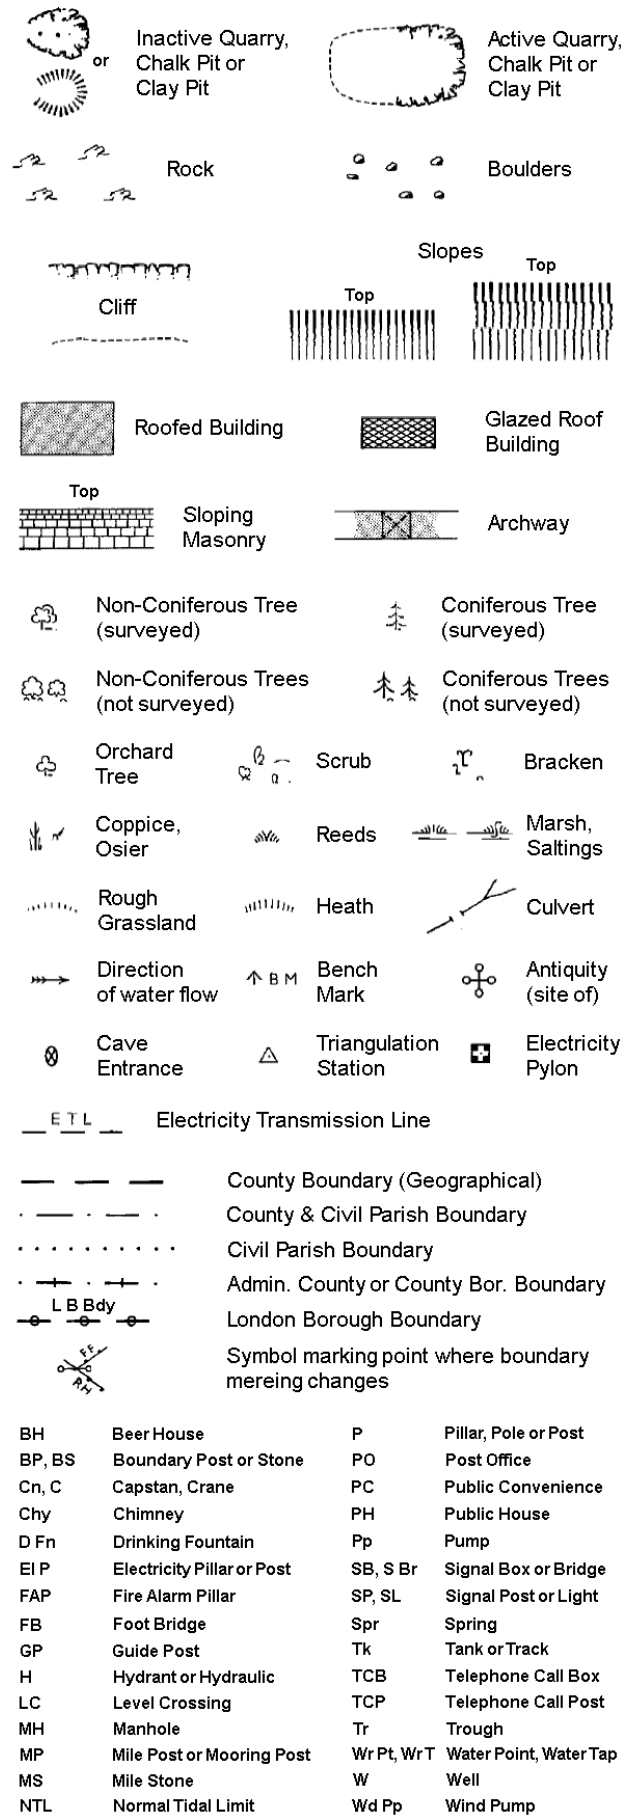 or
Inactive Quarry,
Chalk Pit or
Clay Pit
Active Quarry,
Chalk Pit or
Clay Pit
Rock
Boulders
Cliff
Slopes
Top
Top
Roofed Building
Glazed Roof
Building
Top
Sloping
Masonry
Archway
Non-Coniferous Tree
(surveyed)
Coniferous Tree
(surveyed)
Non-Coniferous Trees
(not surveyed)
Coniferous Trees
(not surveyed)
Orchard
Tree
Scrub
Bracken
Coppice,
Osier
Reeds
Marsh,
Saltings
Rough
Grassland
Heath
Culvert
Direction
of water flow
B M
Bench
Mark
Antiquity
(site of)
Cave
Entrance
Triangulation
Station
Electricity
Pylon
E T L
Electricity Transmission Line
County Boundary (Geographical)
County & Civil Parish Boundary
Civil Parish Boundary
Admin. County or County Bor. Boundary
L B Bdy
London Borough Boundary
FF
RH
Symbol marking point where boundary
mereing changes
BH Beer House P Pillar, Pole or Post
BP, BS Boundary Post or Stone PO Post Office
Cn, C Capstan, Crane PC Public Convenience
Chy Chimney PH Public House
D Fn Drinking Fountain Pp Pump
El P Electricity Pillar or Post SB, S Br Signal Box or Bridge
FAP Fire Alarm Pillar SP, SL Signal Post or Light
FB Foot Bridge Spr Spring
GP Guide Post Tk Tank or Track
H Hydrant or Hydraulic TCB Telephone Call Box
LC Level Crossing TCP Telephone Call Post
MH Manhole Tr Trough
MP Mile Post or Mooring Post Wr Pt, Wr T Water Point, Water Tap
MS Mile Stone W Well
NTL Normal Tidal Limit Wd Pp Wind Pump